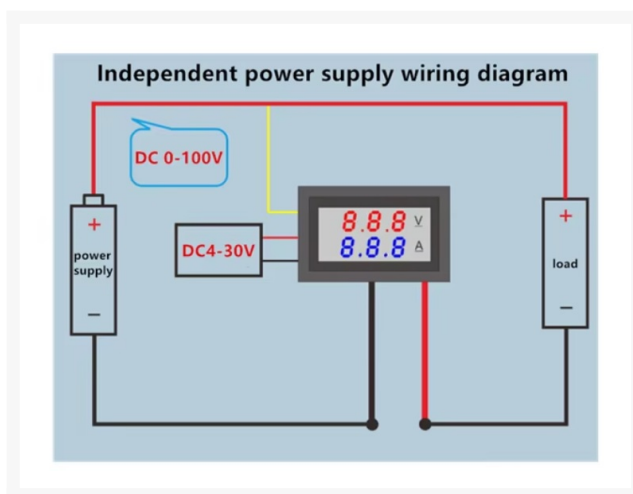 Independent power supply wiring diagram
DC 0-100V
+
power
supply
−
DC4-30V
8.8.8 V
8.8.8 A
+
load
−